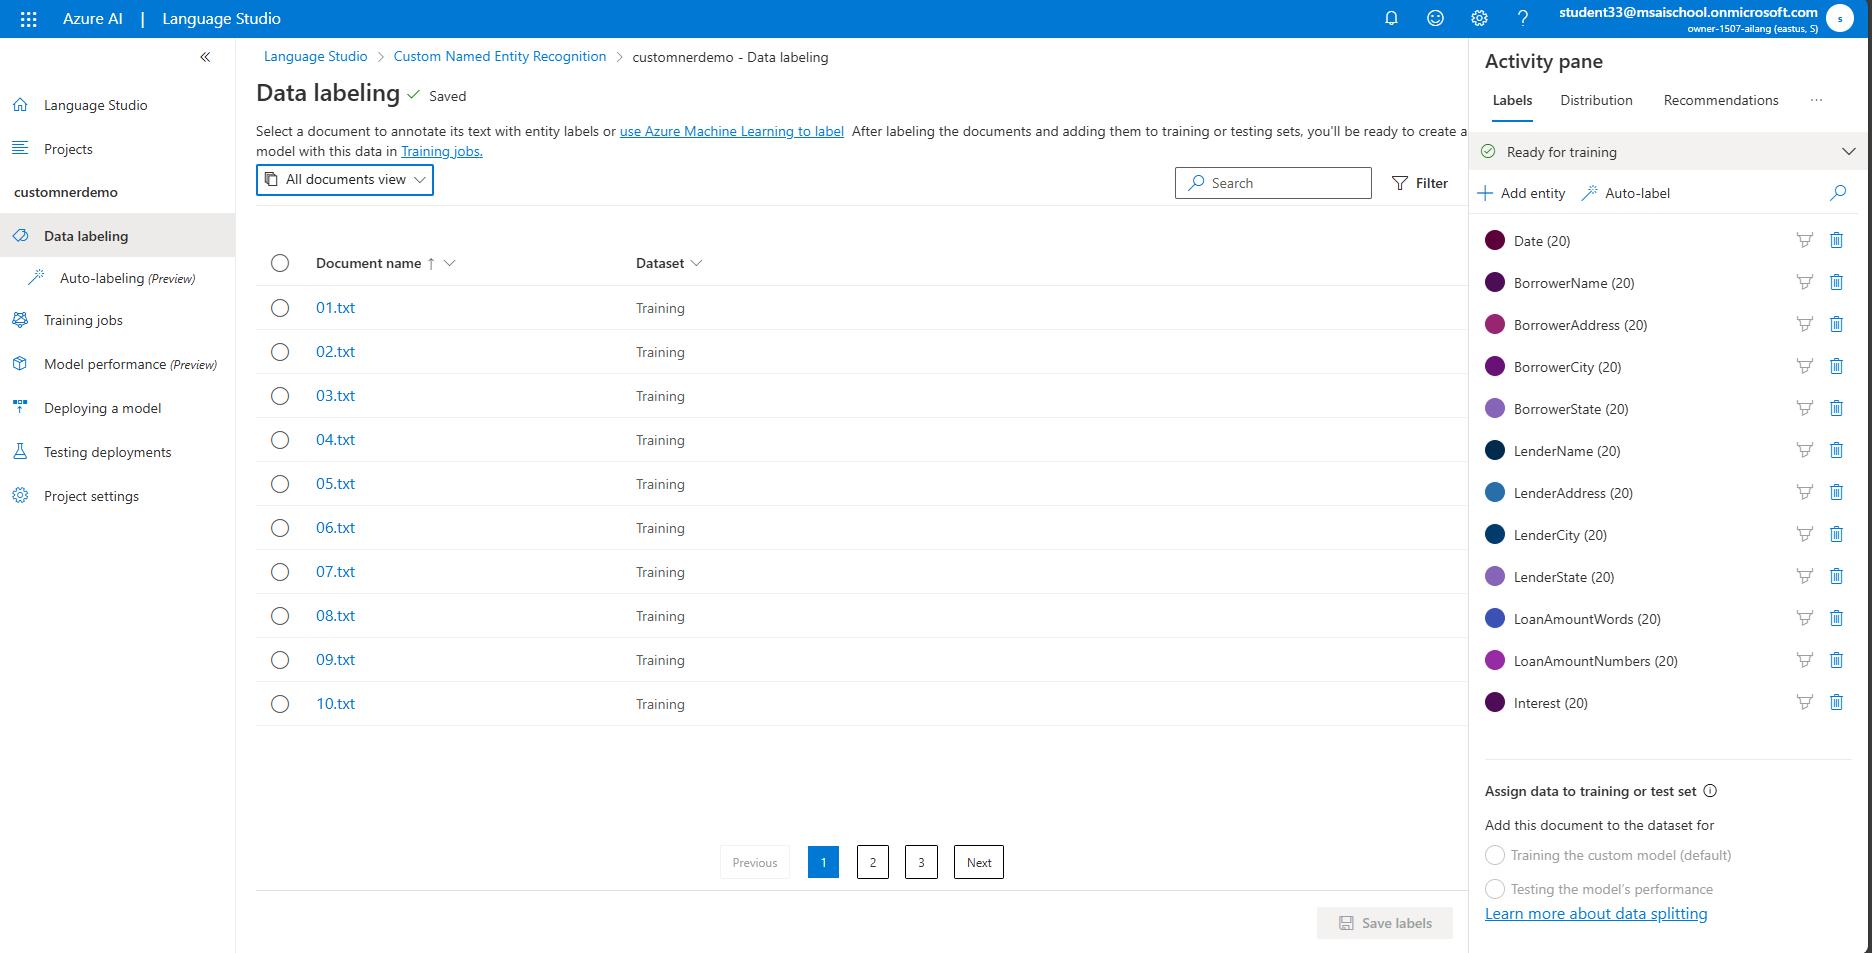 Azure AI | Language Studio
student33@msaischool.onmicrosoft.com
owner-1507-ailang (eastus, S)
s
Language Studio
Projects
customnerdemo
Data labeling
Auto-labeling (Preview)
Training jobs
Model performance (Preview)
Deploying a model
Testing deployments
Project settings
Language Studio > Custom Named Entity Recognition > customnerdemo - Data labeling
Data labeling Saved
Select a document to annotate its text with entity labels or use Azure Machine Learning to label After labeling the documents and adding them to training or testing sets, you'll be ready to create a
model with this data in Training jobs.
All documents view
Search
Filter
Document name ↑ Dataset
01.txt Training
02.txt Training
03.txt Training
04.txt Training
05.txt Training
06.txt Training
07.txt Training
08.txt Training
09.txt Training
10.txt Training
Previous 1 2 3 Next
Save labels
Activity pane
Labels Distribution Recommendations ...
Ready for training
Add entity Auto-label
Date (20)
BorrowerName (20)
BorrowerAddress (20)
BorrowerCity (20)
BorrowerState (20)
LenderName (20)
LenderAddress (20)
LenderCity (20)
LenderState (20)
LoanAmountWords (20)
LoanAmountNumbers (20)
Interest (20)
Assign data to training or test set
Add this document to the dataset for
Training the custom model (default)
Testing the model's performance
Learn more about data splitting